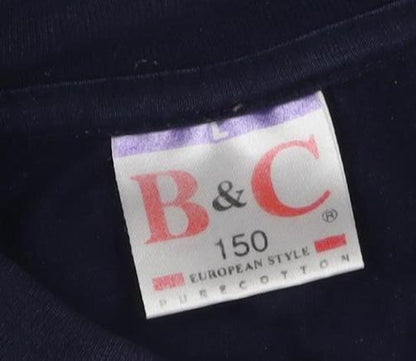 L
B&C®
150
EUROPEAN STYLE
PURE COTTON